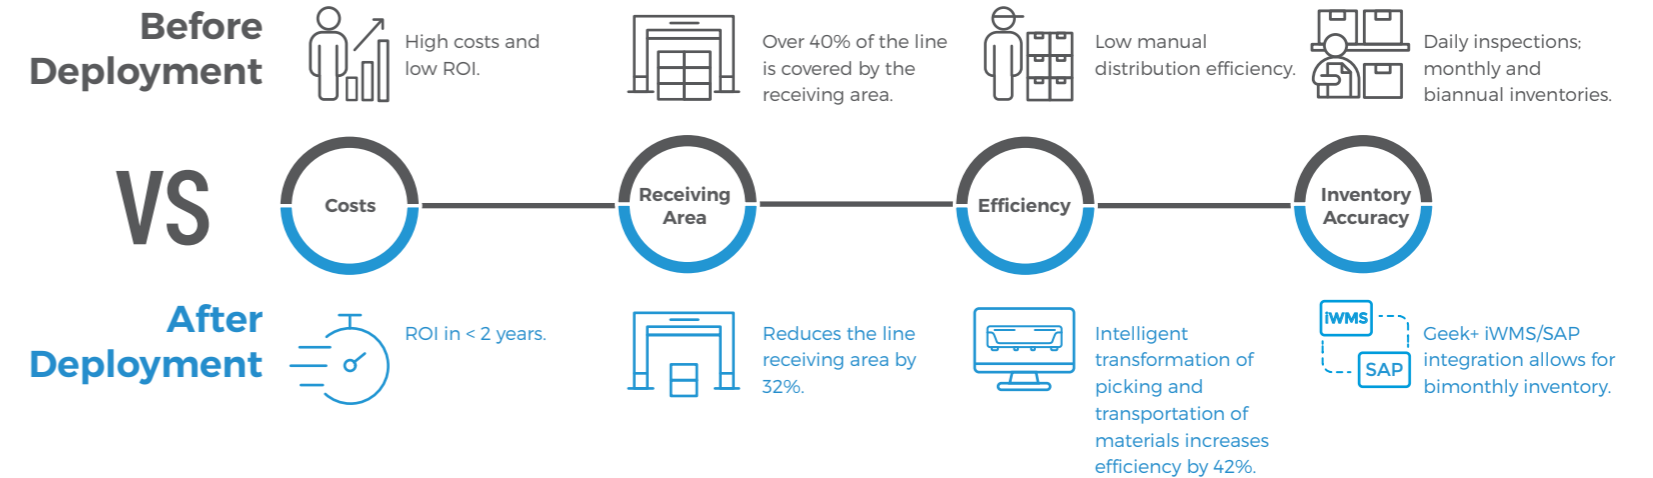 Before
Deployment
High costs and
low ROI.
Over 40% of the line
is covered by the
receiving area.
Low manual
distribution efficiency.
Daily inspections;
monthly and
biannual inventories.
VS
Costs
Receiving
Area
Efficiency
Inventory
Accuracy
After
Deployment
ROI in < 2 years.
Reduces the line
receiving area by
32%.
Intelligent
transformation of
picking and
transportation of
materials increases
efficiency by 42%.
iWMS
SAP
Geek+ iWMS/SAP
integration allows for
bimonthly inventory.